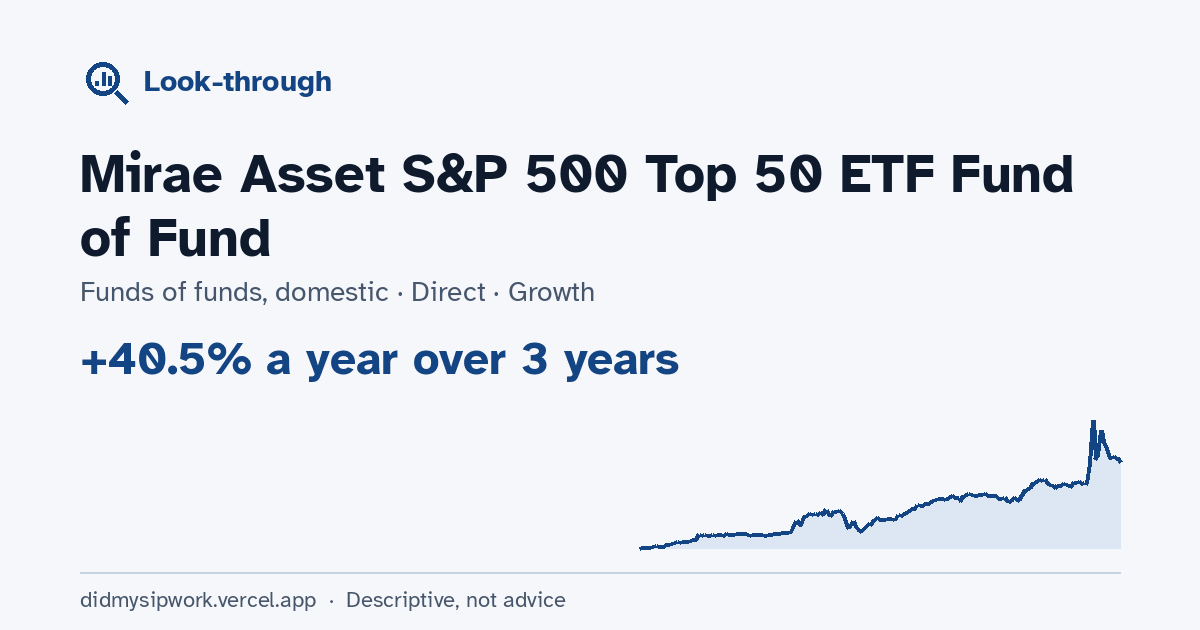 Look-through
Mirae Asset S&P 500 Top 50 ETF Fund
of Fund
Funds of funds, domestic · Direct · Growth
+40.5% a year over 3 years
didmysipwork.vercel.app · Descriptive, not advice